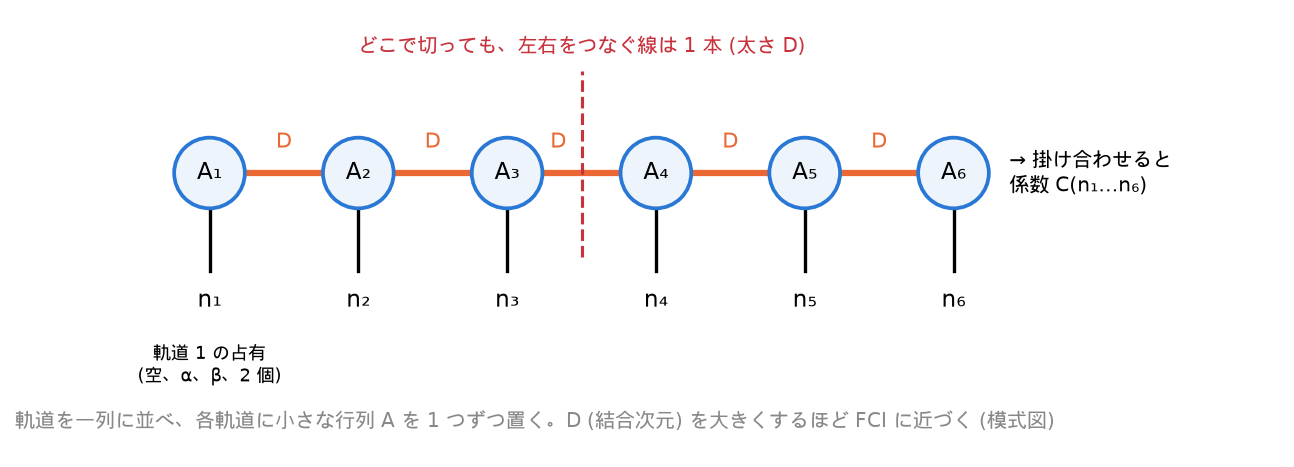 どこで切っても、左右をつなぐ線は 1 本 (太さ D)
D D D D D
A₁ A₂ A₃ A₄ A₅ A₆
→ 掛け合わせると
係数 C(n₁…n₆)
n₁ n₂ n₃ n₄ n₅ n₆
軌道 1 の占有
(空、α、β、2 個)
軌道を一列に並べ、各軌道に小さな行列 A を 1 つずつ置く。D (結合次元) を大きくするほど FCI に近づく (模式図)